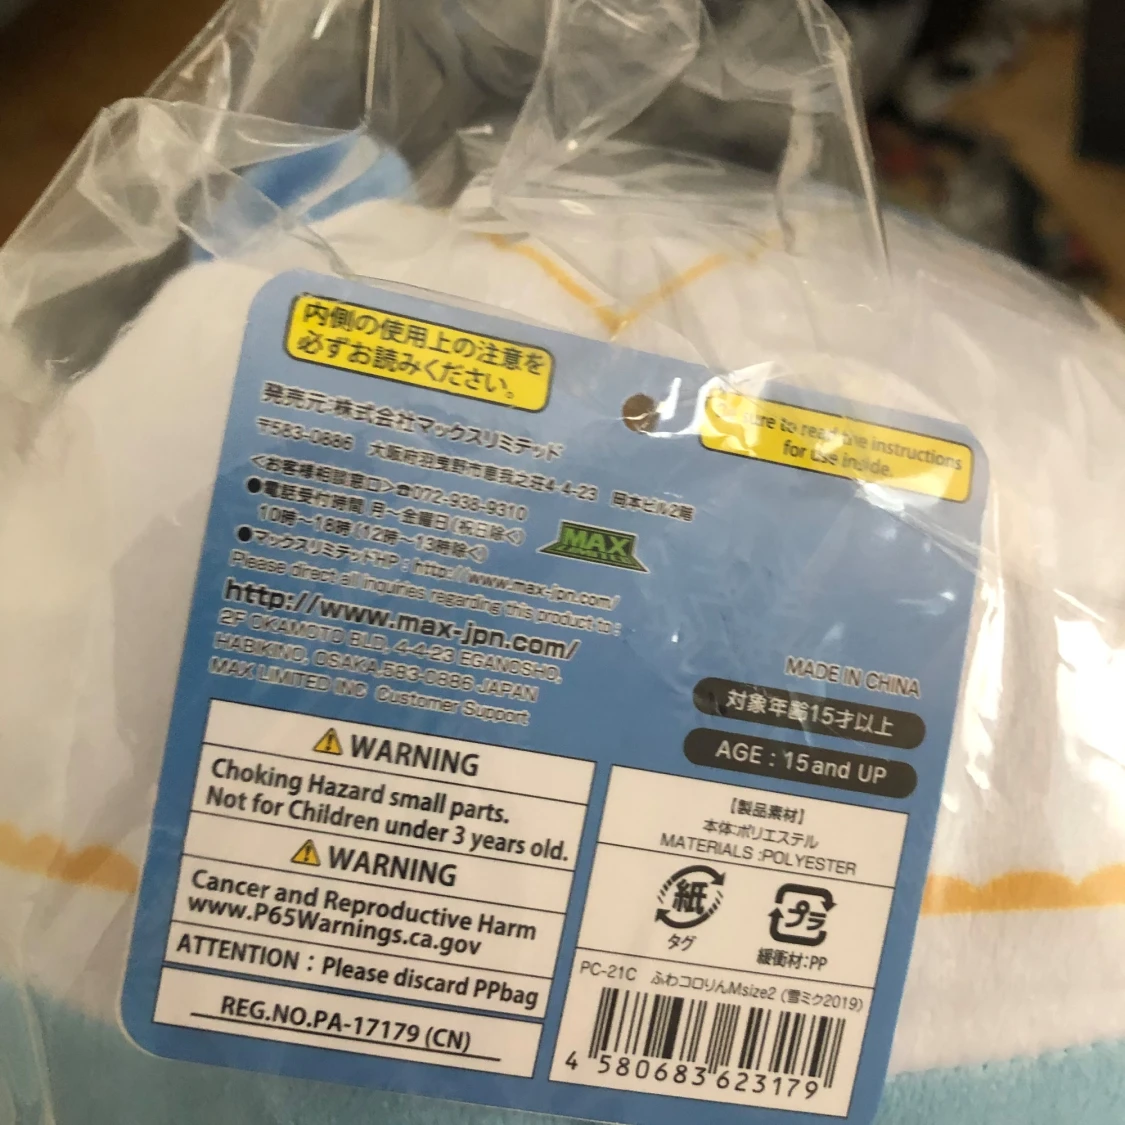 内側の使用上の注意を
必ずお読みください。
sure to read the instructions
for use inside.
発売元:株式会社マックスリミテッド
〒583-0886 大阪府羽曳野市恵我之荘4-4-23 岡本ビル2階
<お客様相談窓口>☎072-938-9310
●電話受付時間 月～金曜日(祝日除く)
10時～18時(12時～13時除く)
●マックスリミテッドHP:http://www.max-jpn.com/
MAX
Please direct all inquiries regarding this product to:
http://www.max-jpn.com/
2F OKAMOTO BLD, 4-4-23 EGANOSHO,
HABIKINO, OSAKA,583-0886 JAPAN
MAX LIMITED INC Customer Support
MADE IN CHINA
対象年齢15才以上
AGE : 15 and UP
⚠WARNING
Choking Hazard small parts.
Not for Children under 3 years old.
⚠WARNING
Cancer and Reproductive Harm
www.P65Warnings.ca.gov
ATTENTION : Please discard PPbag
REG.NO.PA-17179 (CN)
【製品素材】
本体:ポリエステル
MATERIALS :POLYESTER
紙
タグ
プラ
緩衝材:PP
PC-21C ふわコロりんMsize2 (雪ミク2019)
4 580683 623179